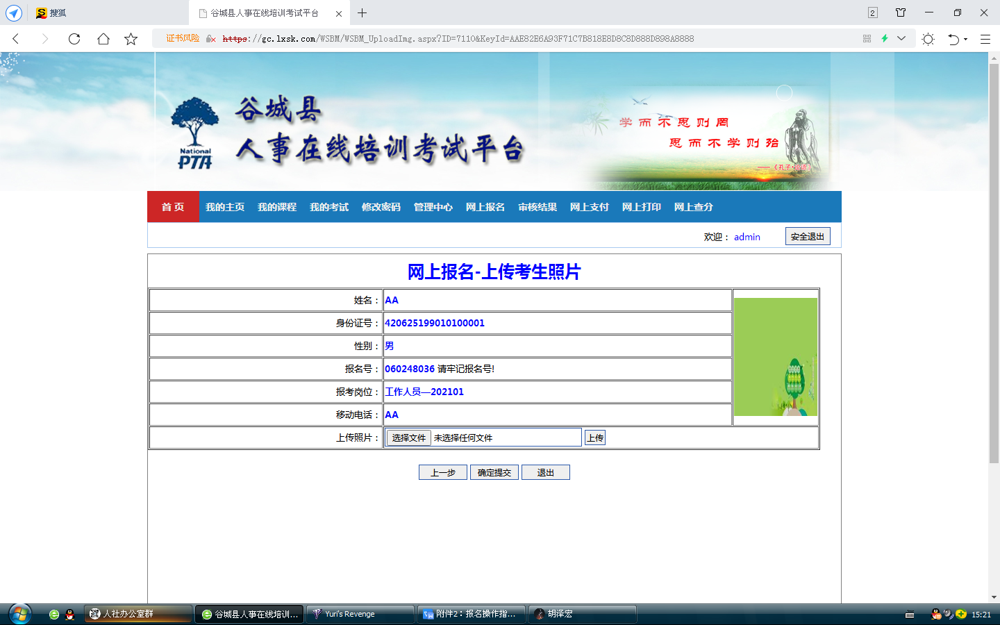 搜狐
谷城县人事在线培训考试平台
2
证书风险 https://gc.lxsk.com/WSBM/WSBM_UploadImg.aspx?ID=7110&KeyId=AAE82E6A93F71C7B818E8D8C8D888D898A8888
National
PTA
谷城县
人事在线培训考试平台
学而不思则罔
思而不学则殆
——《孔子·论语》
首 页 我的主页 我的课程 我的考试 修改密码 管理中心 网上报名 审核结果 网上支付 网上打印 网上查分
欢迎： admin 安全退出
网上报名-上传考生照片
姓名： AA
身份证号： 420625199010100001
性别： 男
报名号： 060248036 请牢记报名号!
报考岗位： 工作人员—202101
移动电话： AA
上传照片： 选择文件 未选择任何文件 上传
上一步 确定提交 退出
人社办公室群 谷城县人事在线培训... Yuri's Revenge 附件2：报名操作指... 胡泽宏 15:21